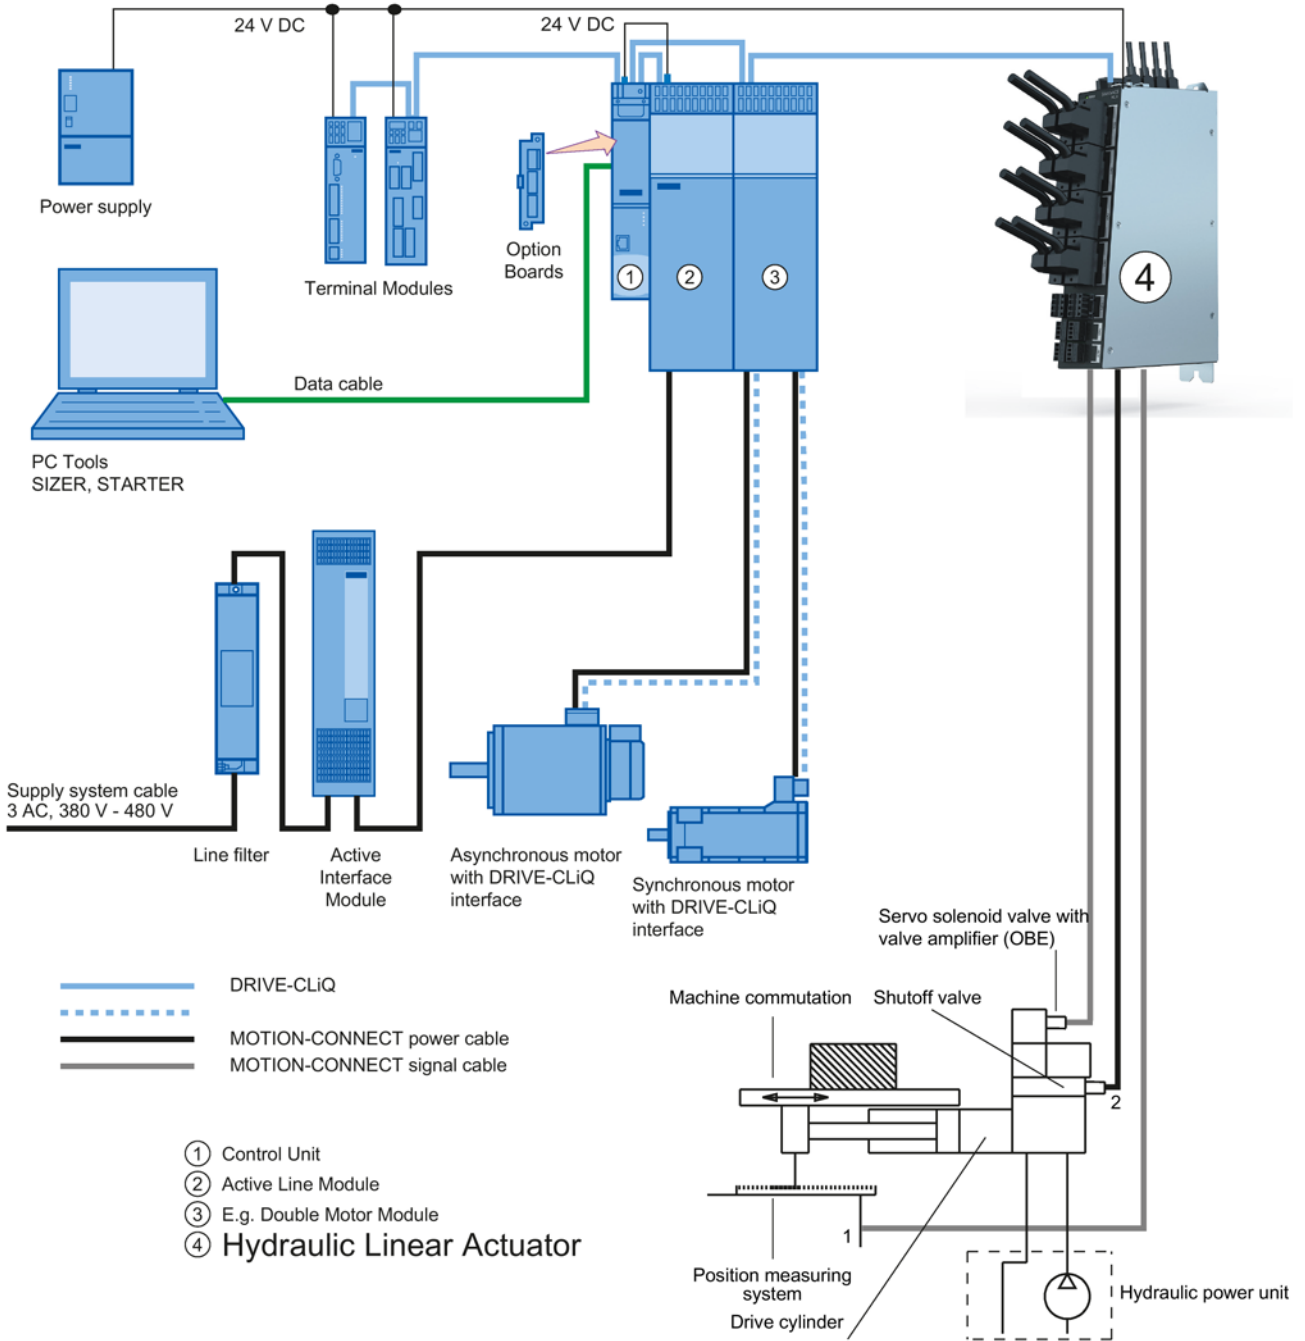 24 V DC
24 V DC
Power supply
Terminal Modules
Option
Boards
1
2
3
4
Data cable
PC Tools
SIZER, STARTER
Supply system cable
3 AC, 380 V - 480 V
Line filter
Active
Interface
Module
Asynchronous motor
with DRIVE-CLiQ
interface
Synchronous motor
with DRIVE-CLiQ
interface
Servo solenoid valve with
valve amplifier (OBE)
Machine commutation
Shutoff valve
DRIVE-CLiQ
MOTION-CONNECT power cable
MOTION-CONNECT signal cable
2
1
1 Control Unit
2 Active Line Module
3 E.g. Double Motor Module
4 Hydraulic Linear Actuator
Position measuring
system
Drive cylinder
Hydraulic power unit